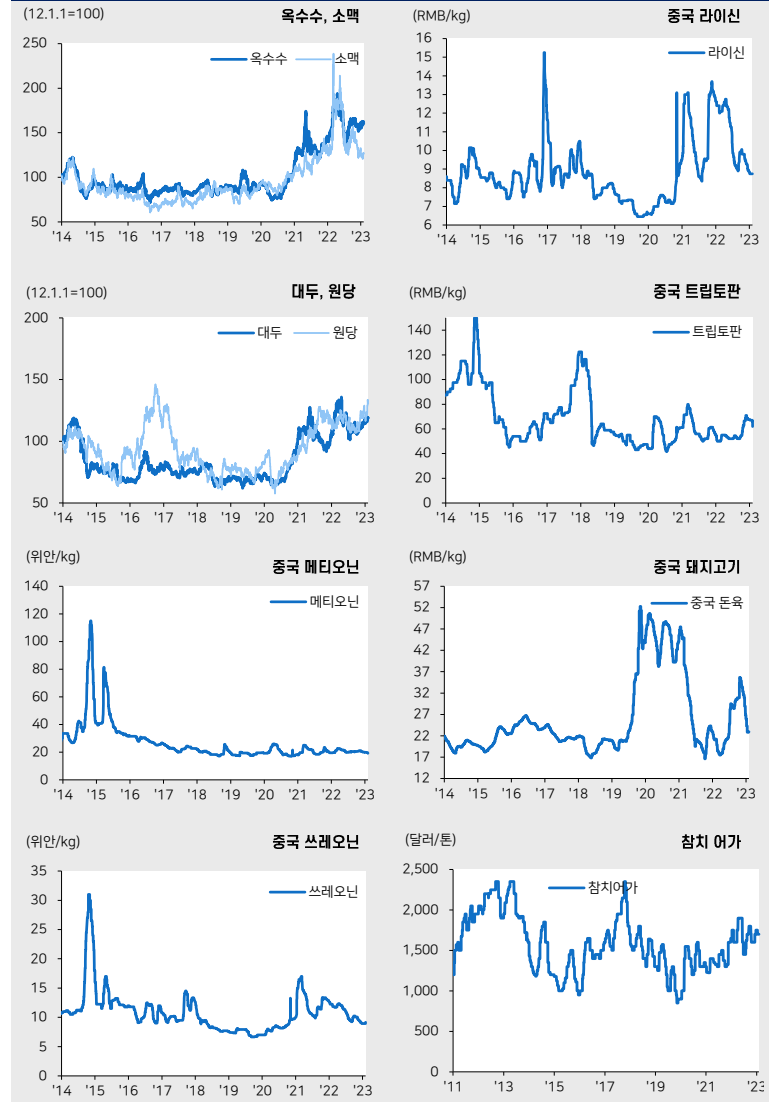 (12.1.1=100) 옥수수, 소맥
옥수수 소맥
250
200
150
100
50
'14 '15 '16 '17 '18 '19 '20 '21 '22 '23
(RMB/kg) 중국 라이신
라이신
16
15
14
13
12
11
10
9
8
7
6
'14 '15 '16 '17 '18 '19 '20 '21 '22 '23
(12.1.1=100) 대두, 원당
대두 원당
200
150
100
50
'14 '15 '16 '17 '18 '19 '20 '21 '22 '23
(RMB/kg) 중국 트립토판
트립토판
140
120
100
80
60
40
20
0
'14 '15 '16 '17 '18 '19 '20 '21 '22 '23
(위안/kg) 중국 메티오닌
메티오닌
140
120
100
80
60
40
20
0
'14 '15 '16 '17 '18 '19 '20 '21 '22 '23
(RMB/kg) 중국 돼지고기
중국 돈육
57
52
47
42
37
32
27
22
17
12
'14 '15 '16 '17 '18 '19 '20 '21 '22 '23
(위안/kg) 중국 쓰레오닌
쓰레오닌
35
30
25
20
15
10
5
0
'14 '15 '16 '17 '18 '19 '20 '21 '22 '23
(달러/톤) 참치 어가
참치어가
2,500
2,000
1,500
1,000
500
0
'11 '13 '15 '17 '19 '21 '23